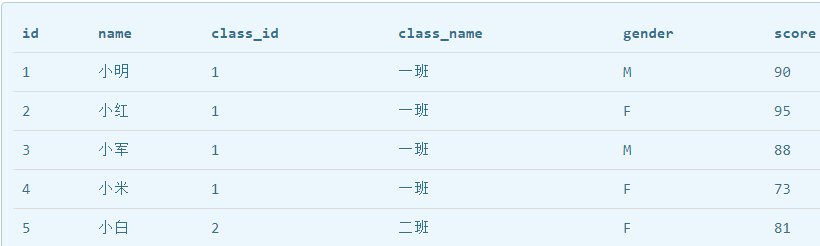 id name class_id class_name gender score
1 小明 1 一班 M 90
2 小红 1 一班 F 95
3 小军 1 一班 M 88
4 小米 1 一班 F 73
5 小白 2 二班 F 81